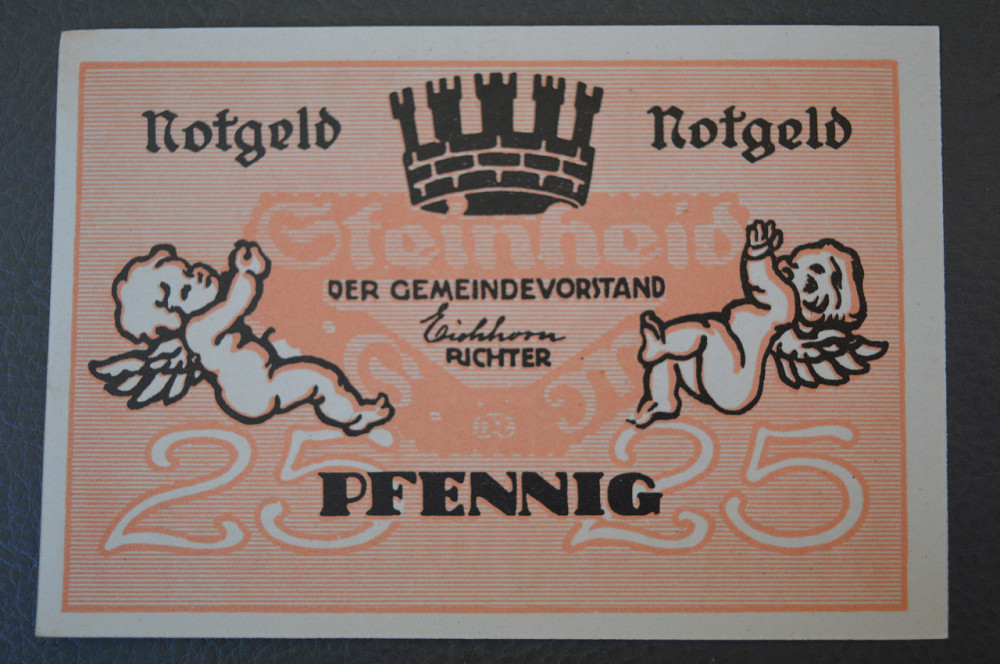 Notgeld Notgeld
Steinheid
DER GEMEINDEVORSTAND
Eichhorn
RICHTER
25 25
PFENNIG